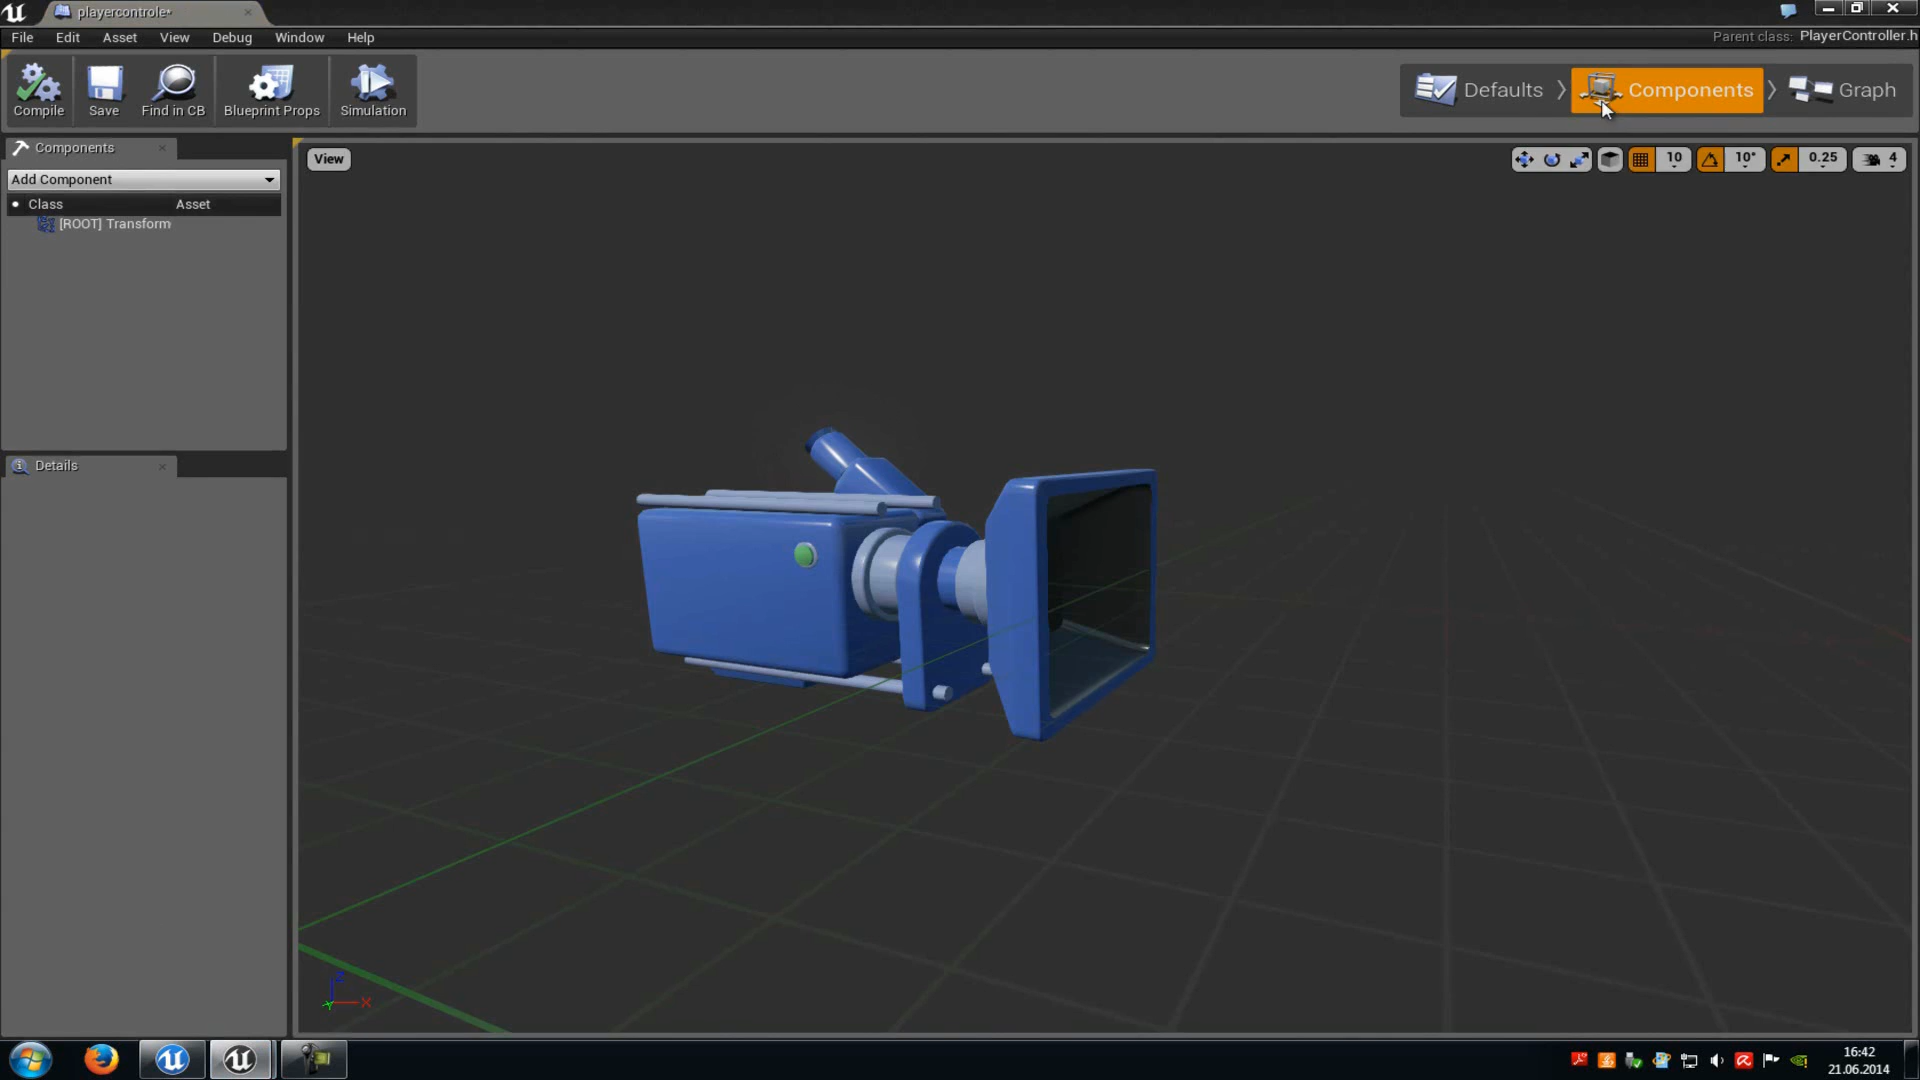 playercontrole*
File Edit Asset View Debug Window Help
Parent class: PlayerController.h
Compile Save Find in CB Blueprint Props Simulation
Defaults Components Graph
Components
View
10 10° 0.25 4
Add Component
Class Asset
[ROOT] Transform
Details
Z
Y X
16:42
21.06.2014